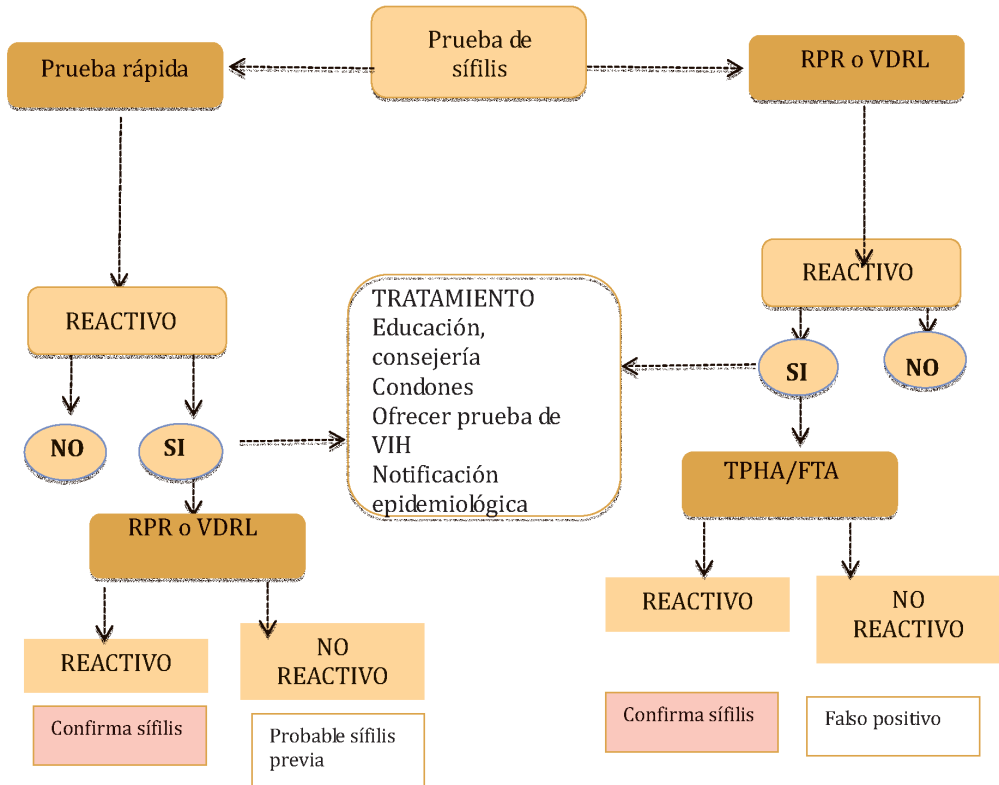 Prueba de
sífilis
Prueba rápida
RPR o VDRL
REACTIVO
NO
SI
RPR o VDRL
REACTIVO
Confirma sífilis
NO
REACTIVO
Probable sífilis
previa
TRATAMIENTO
Educación,
consejería
Condones
Ofrecer prueba de
VIH
Notificación
epidemiológica
REACTIVO
SI
NO
TPHA/FTA
REACTIVO
Confirma sífilis
NO
REACTIVO
Falso positivo